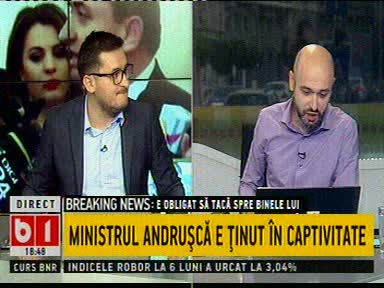 DIRECT
BREAKING NEWS: E OBLIGAT SĂ TACĂ SPRE BINELE LUI
B1
18:48
MINISTRUL ANDRUȘCĂ E ŢINUT ÎN CAPTIVITATE
CURS BNR
INDICELE ROBOR LA 6 LUNI A URCAT LA 3,04%